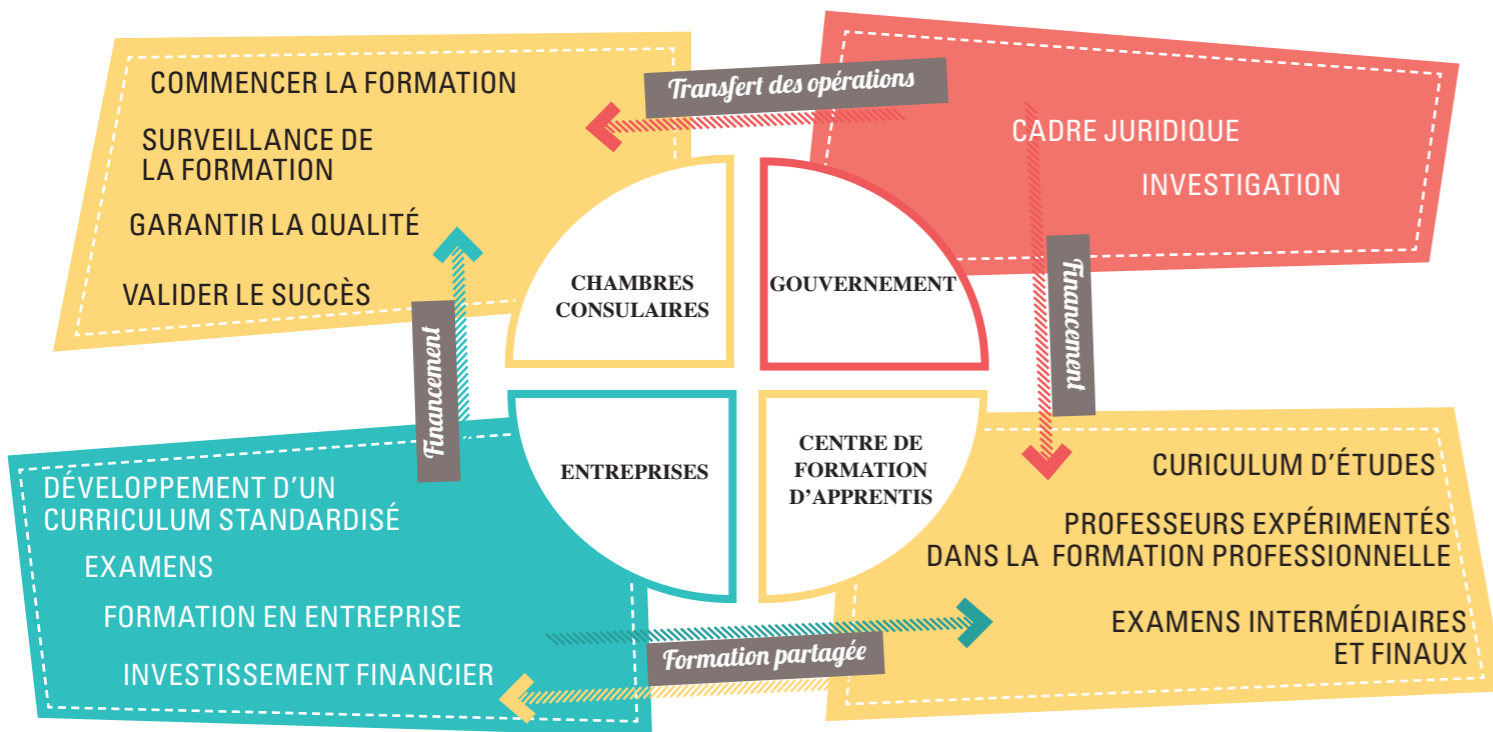 COMMENCER LA FORMATION
SURVEILLANCE DE
LA FORMATION
GARANTIR LA QUALITÉ
VALIDER LE SUCCÈS
Transfert des opérations
CADRE JURIDIQUE
INVESTIGATION
CHAMBRES
CONSULAIRES
GOUVERNEMENT
Financement
Financement
ENTREPRISES
CENTRE DE
FORMATION
D'APPRENTIS
DÉVELOPPEMENT D'UN
CURRICULUM STANDARDISÉ
EXAMENS
FORMATION EN ENTREPRISE
INVESTISSEMENT FINANCIER
Formation partagée
CURICULUM D'ÉTUDES
PROFESSEURS EXPÉRIMENTÉS
DANS LA FORMATION PROFESSIONNELLE
EXAMENS INTERMÉDIAIRES
ET FINAUX